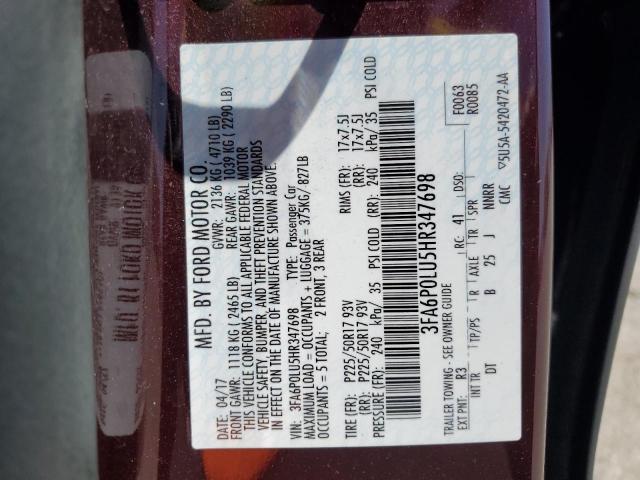 MFD. BY FORD MOTOR CO.
DATE: 04/17 GVWR: 2136 KG ( 4710 LB)
FRONT GAWR: 1118 KG ( 2465 LB) REAR GAWR: 1039 KG ( 2290 LB)
THIS VEHICLE CONFORMS TO ALL APPLICABLE FEDERAL MOTOR
VEHICLE SAFETY, BUMPER, AND THEFT PREVENTION STANDARDS
IN EFFECT ON THE DATE OF MANUFACTURE SHOWN ABOVE.
VIN: 3FA6P0LU5HR347698 TYPE: Passenger Car
MAXIMUM LOAD = OCCUPANTS + LUGGAGE = 375KG/ 827LB
OCCUPANTS = 5 TOTAL; 2 FRONT, 3 REAR
TIRE (FR): P225/50R17 93V RIMS (FR): 17x7.5J
TIRE (RR): P225/50R17 93V (RR): 17x7.5J
PRESSURE (FR): 240 kPa/ 35 PSI COLD (RR): 240 kPa/ 35 PSI COLD
3FA6P0LU5HR347698
TRAILER TOWING - SEE OWNER GUIDE F0063
EXT PNT: R3 RC: 41 DSO: R0085
INT TR TP/PS R AXLE TR SPR
DT B 25 J NNRR
CMC ▽5U5A-5420472-AA